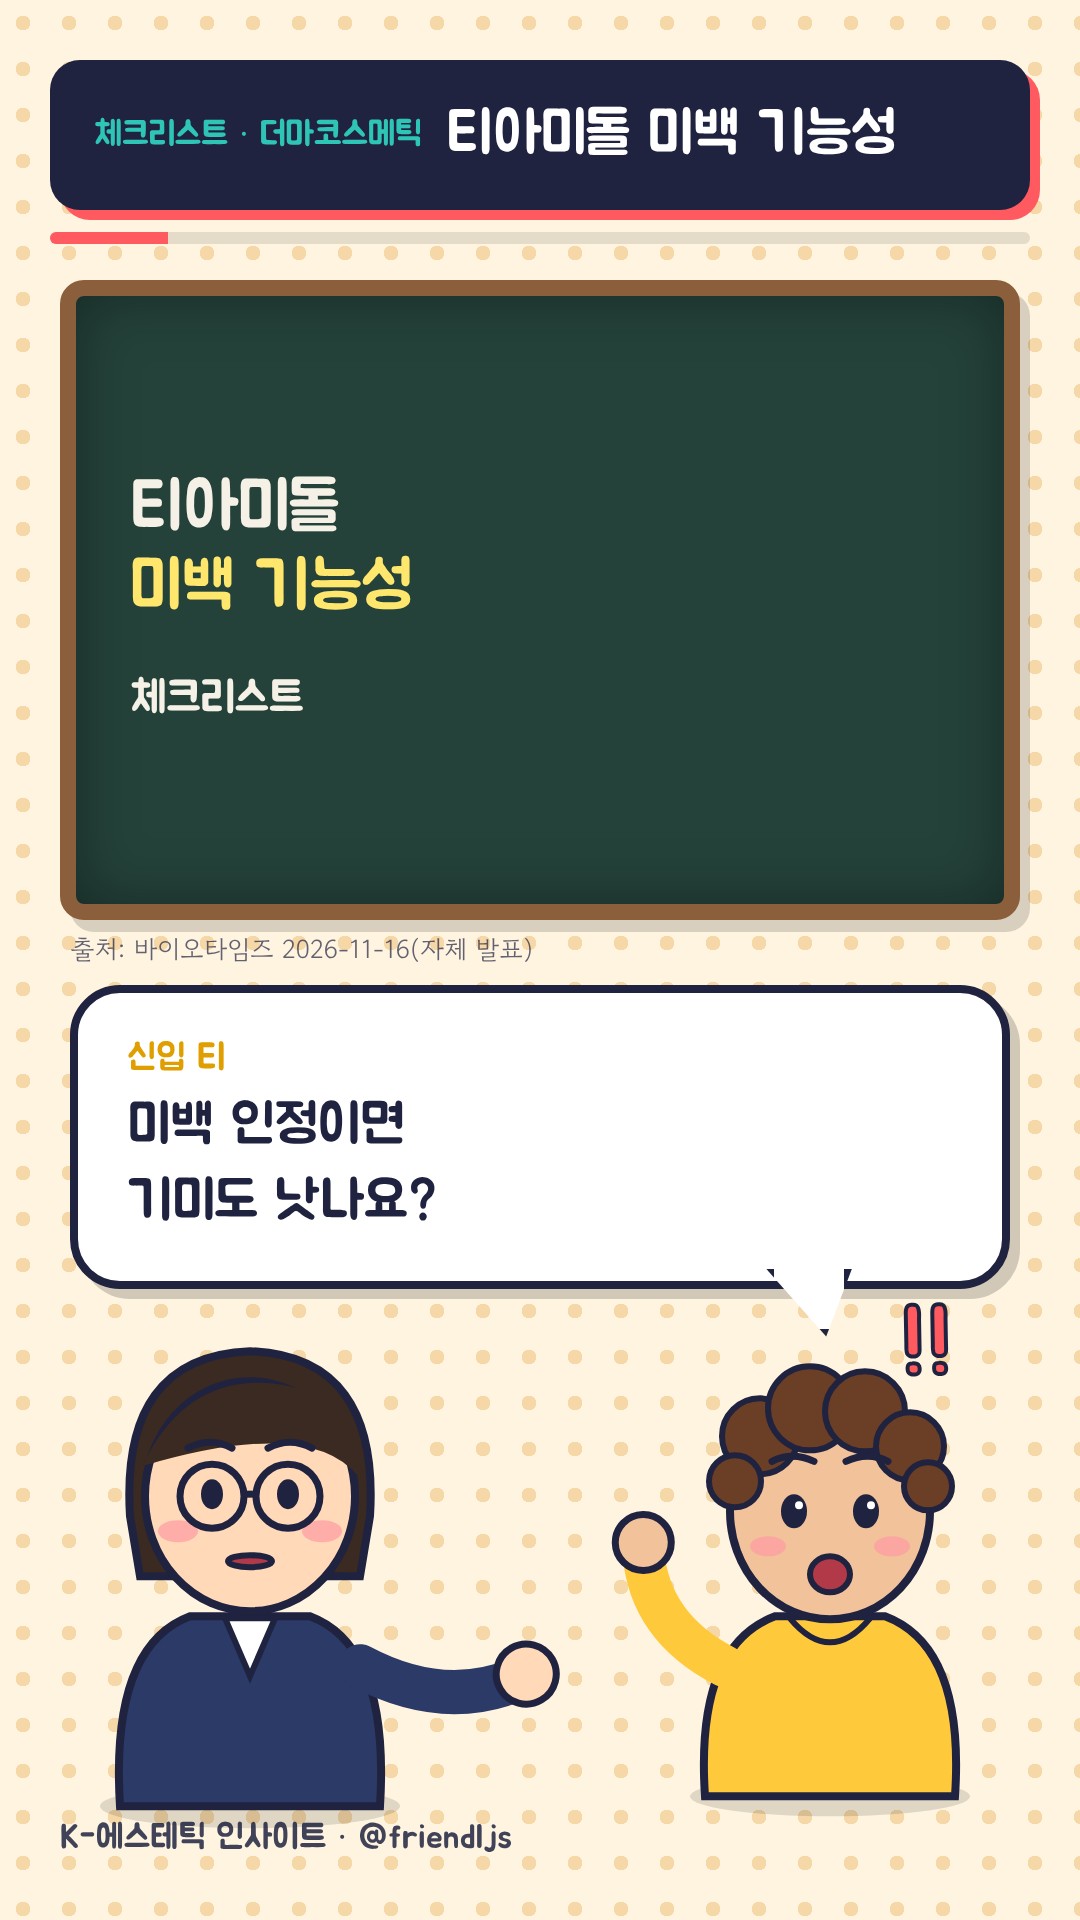 체크리스트 · 더마코스메틱 티아미돌 미백 기능성
티아미돌
미백 기능성
체크리스트
출처: 바이오타임즈 2026-11-16(자체 발표)
신입 티
미백 인정이면
기미도 낫나요?
!!
K-에스테틱 인사이트 · @friendljs